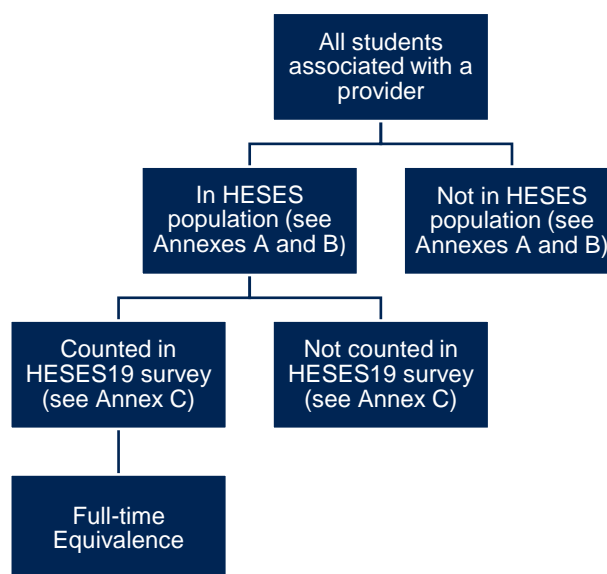 All students
associated with a
provider
In HESES
population (see
Annexes A and B)
Not in HESES
population (see
Annexes A and B)
Counted in
HESES19 survey
(see Annex C)
Not counted in
HESES19 survey
(see Annex C)
Full-time
Equivalence